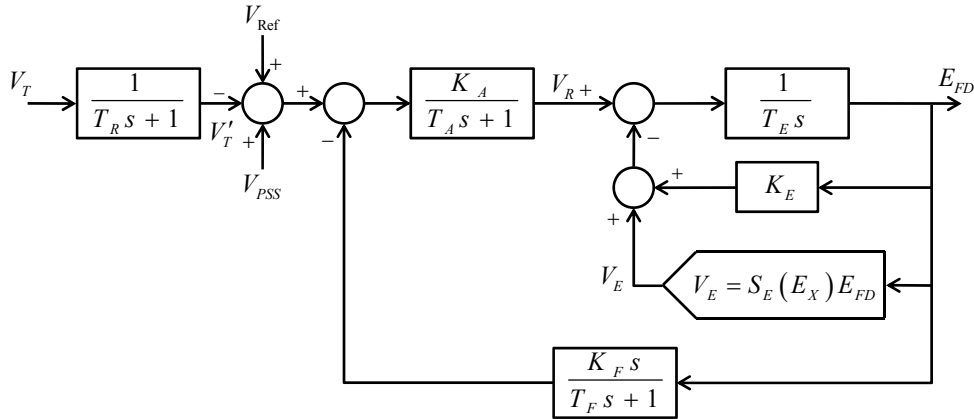 V_Ref
V_T
1
T_R s + 1
−
+
V'_T
+
V_PSS
+
−
K_A
T_A s + 1
V_R +
−
1
T_E s
E_FD
+
K_E
+
V_E
V_E = S_E(E_X)E_FD
K_F s
T_F s + 1